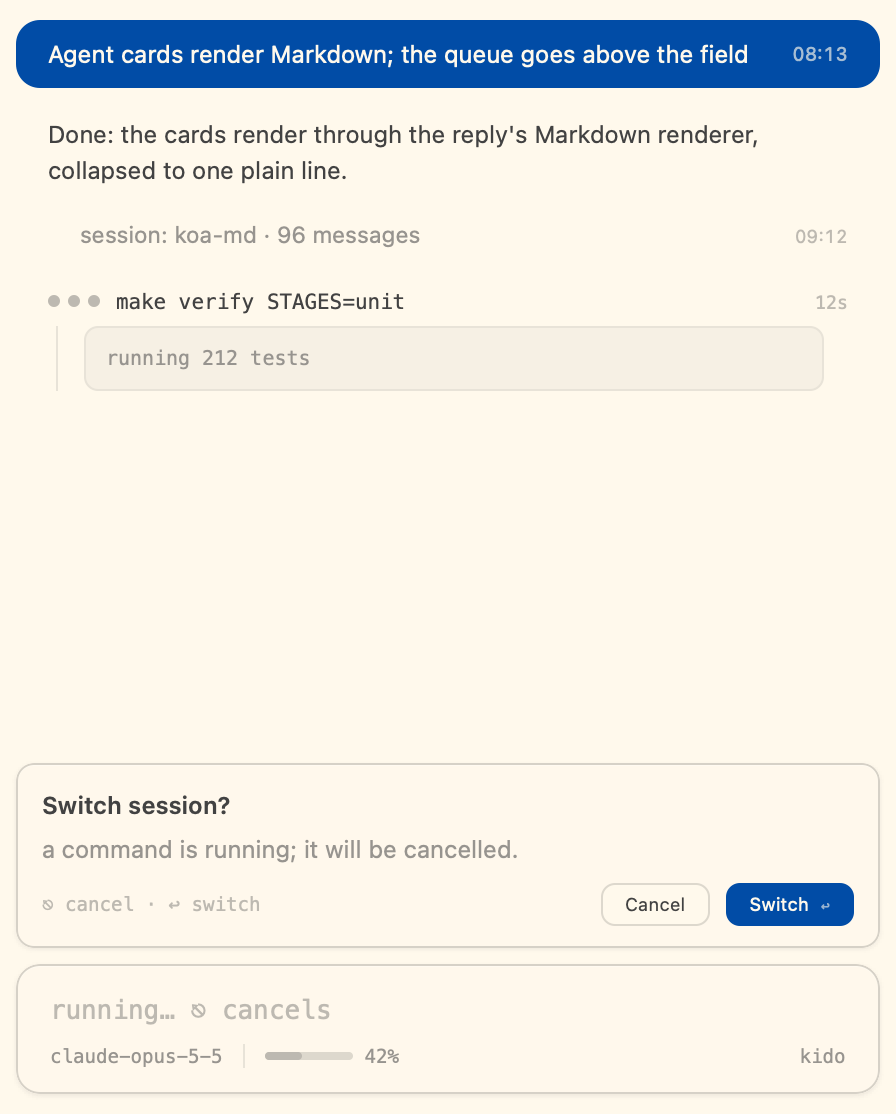 Agent cards render Markdown; the queue goes above the field 08:13
Done: the cards render through the reply's Markdown renderer,
collapsed to one plain line.
session: koa-md · 96 messages 09:12
make verify STAGES=unit 12s
running 212 tests
Switch session?
a command is running; it will be cancelled.
⎋ cancel · ↩ switch Cancel Switch ↩
running… ⎋ cancels
claude-opus-5-5 42% kido